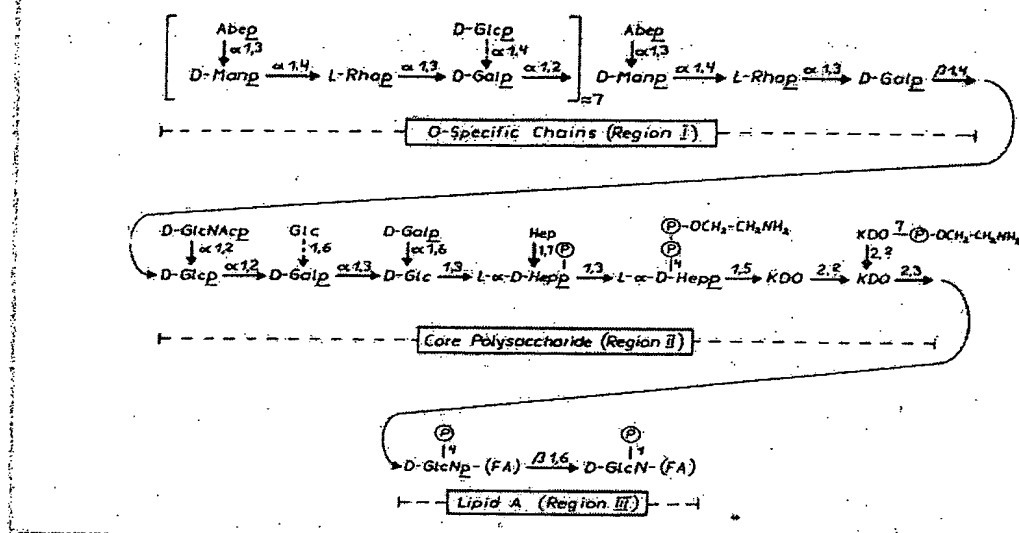 Abep D-Glcp Abep
α1,3 α1,4 α1,3
D-Manp α1,4 L-Rhap α1,3 D-Galp α1,2 ≈7 D-Manp α1,4 L-Rhap α1,3 D-Galp β1,4
O-Specific Chains (Region I)
P-OCH₂-CH₂NH₂
D-GlcNAcp Glc D-Galp Hep P KDO 7 P-OCH₂-CH₂NH₂
α1,2 1,6 α1,6 1,7 P 4 2,?
D-Glcp α1,2 D-Galp α1,3 D-Glc 1,3 L-α-D-Hepp 1,3 L-α-D-Hepp 1,5 KDO 2,? KDO 2,3
Core Polysaccharide (Region II)
P P
4 4
D-GlcNp-(FA) β1,6 D-GlcN-(FA)
Lipid A (Region III)